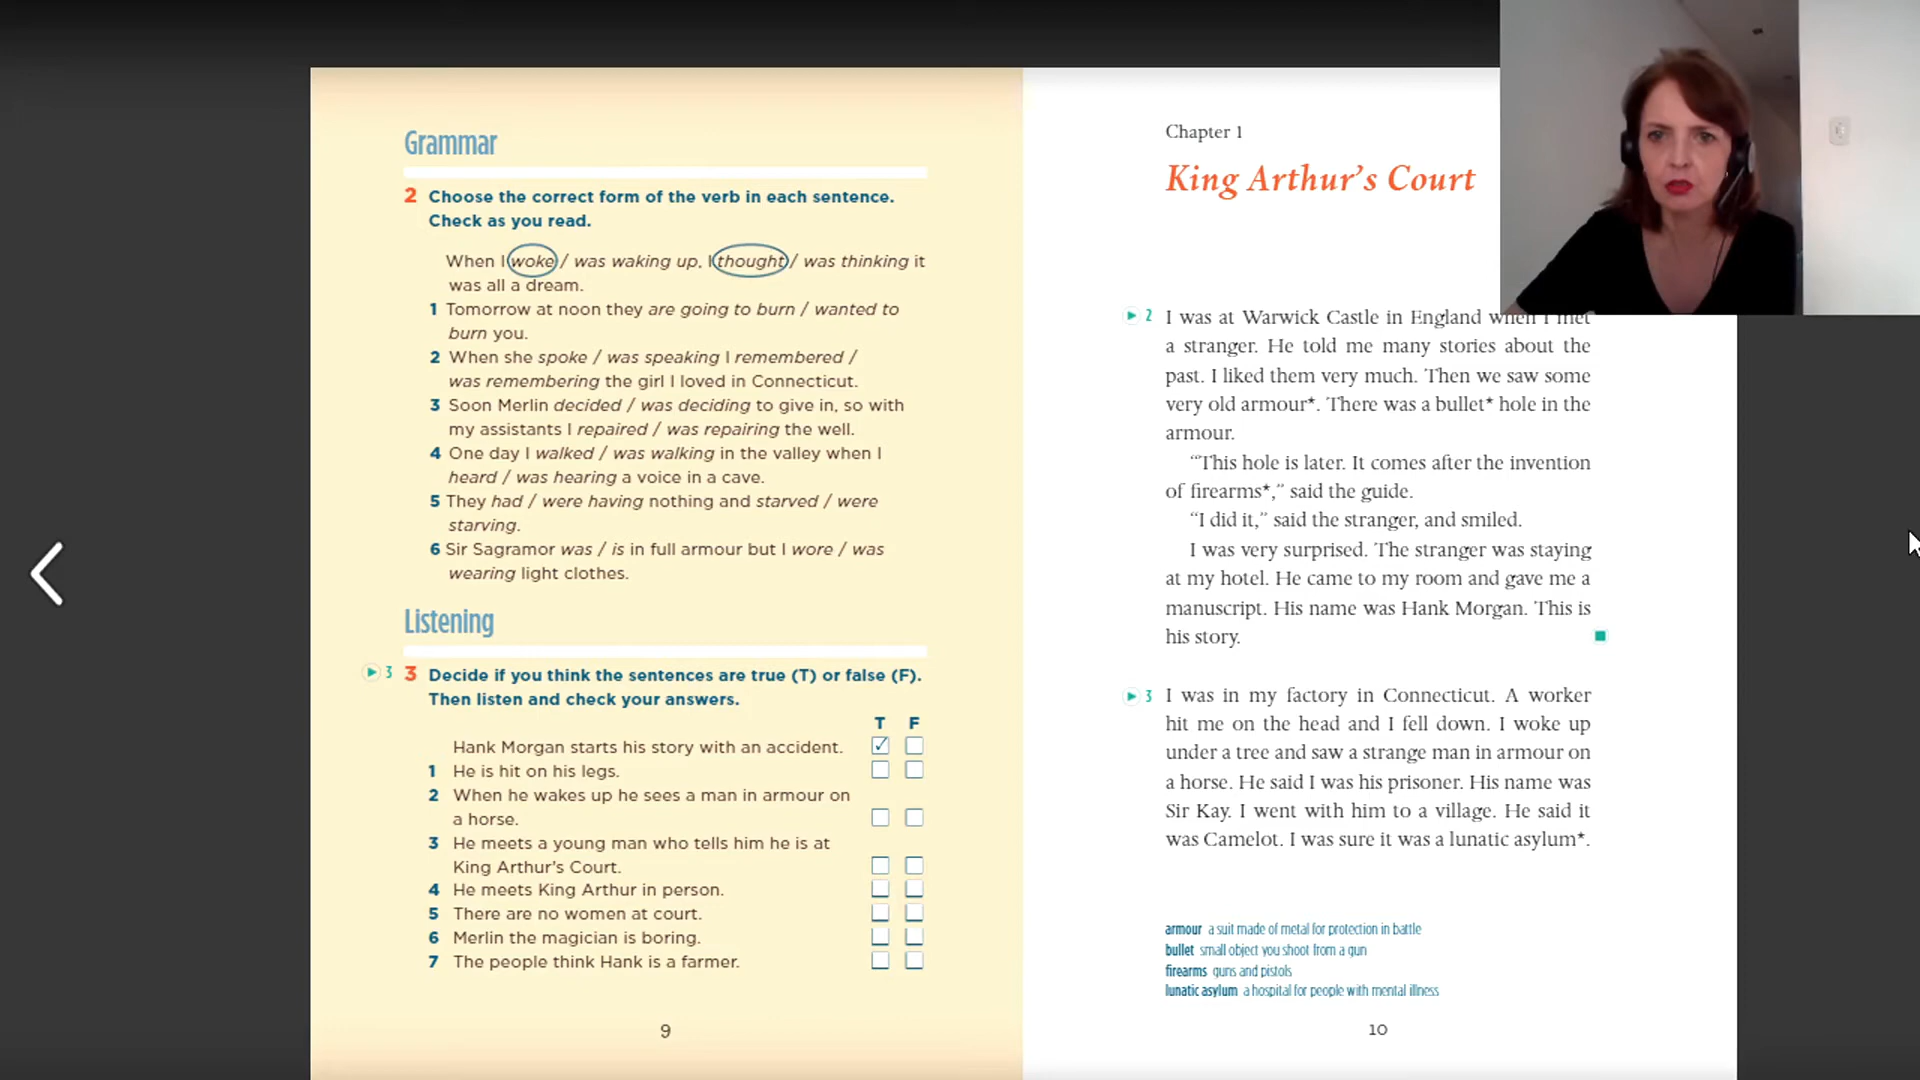 Grammar
2 Choose the correct form of the verb in each sentence.
Check as you read.
When I woke / was waking up, I thought / was thinking it
was all a dream.
1 Tomorrow at noon they are going to burn / wanted to
burn you.
2 When she spoke / was speaking I remembered /
was remembering the girl I loved in Connecticut.
3 Soon Merlin decided / was deciding to give in, so with
my assistants I repaired / was repairing the well.
4 One day I walked / was walking in the valley when I
heard / was hearing a voice in a cave.
5 They had / were having nothing and starved / were
starving.
6 Sir Sagramor was / is in full armour but I wore / was
wearing light clothes.
Listening
3 3 Decide if you think the sentences are true (T) or false (F).
Then listen and check your answers.
T F
Hank Morgan starts his story with an accident.
1 He is hit on his legs.
2 When he wakes up he sees a man in armour on
a horse.
3 He meets a young man who tells him he is at
King Arthur's Court.
4 He meets King Arthur in person.
5 There are no women at court.
6 Merlin the magician is boring.
7 The people think Hank is a farmer.
9
Chapter 1
King Arthur's Court
2 I was at Warwick Castle in England when I met
a stranger. He told me many stories about the
past. I liked them very much. Then we saw some
very old armour*. There was a bullet* hole in the
armour.
“This hole is later. It comes after the invention
of firearms*,” said the guide.
“I did it,” said the stranger, and smiled.
I was very surprised. The stranger was staying
at my hotel. He came to my room and gave me a
manuscript. His name was Hank Morgan. This is
his story.
3 I was in my factory in Connecticut. A worker
hit me on the head and I fell down. I woke up
under a tree and saw a strange man in armour on
a horse. He said I was his prisoner. His name was
Sir Kay. I went with him to a village. He said it
was Camelot. I was sure it was a lunatic asylum*.
armour a suit made of metal for protection in battle
bullet small object you shoot from a gun
firearms guns and pistols
lunatic asylum a hospital for people with mental illness
10